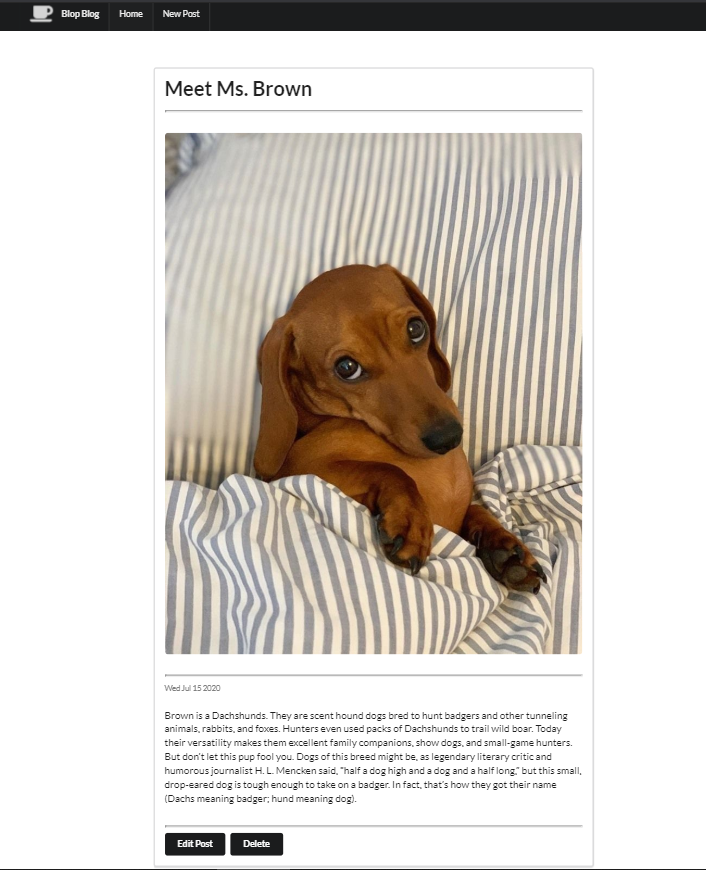 Blop Blog Home New Post
Meet Ms. Brown
Wed Jul 15 2020
Brown is a Dachshunds. They are scent hound dogs bred to hunt badgers and other tunneling
animals, rabbits, and foxes. Hunters even used packs of Dachshunds to trail wild boar. Today
their versatility makes them excellent family companions, show dogs, and small-game hunters.
But don't let this pup fool you. Dogs of this breed might be, as legendary literary critic and
humorous journalist H. L. Mencken said, "half a dog high and a dog and a half long," but this small,
drop-eared dog is tough enough to take on a badger. In fact, that's how they got their name
(Dachs meaning badger; hund meaning dog).
Edit Post Delete